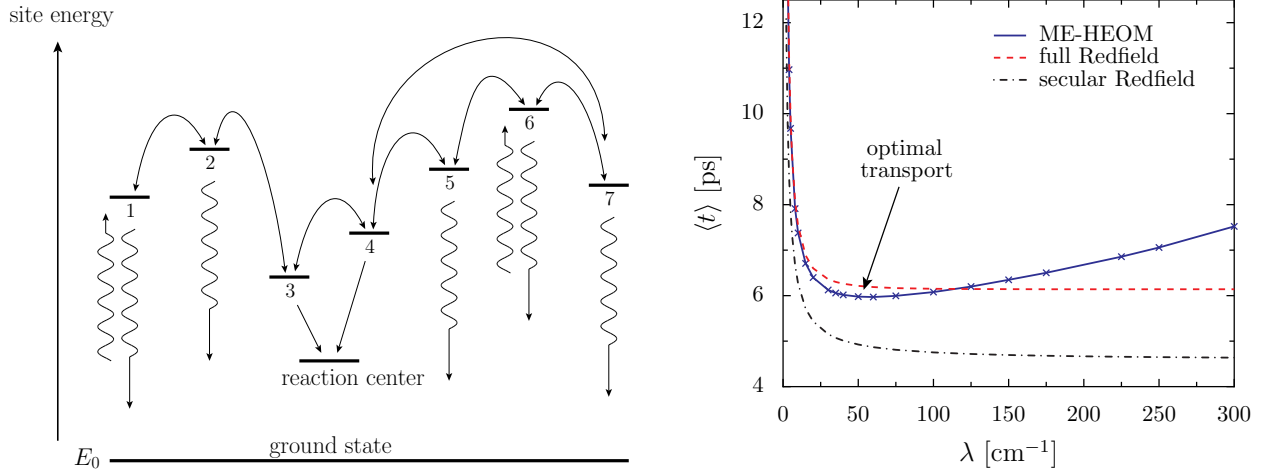 site energy
1
2
3
4
5
6
7
reaction center
ground state
E₀
12
10
8
6
4
⟨t⟩ [ps]
ME-HEOM
full Redfield
secular Redfield
optimal
transport
0
50
100
150
200
250
300
λ [cm⁻¹]